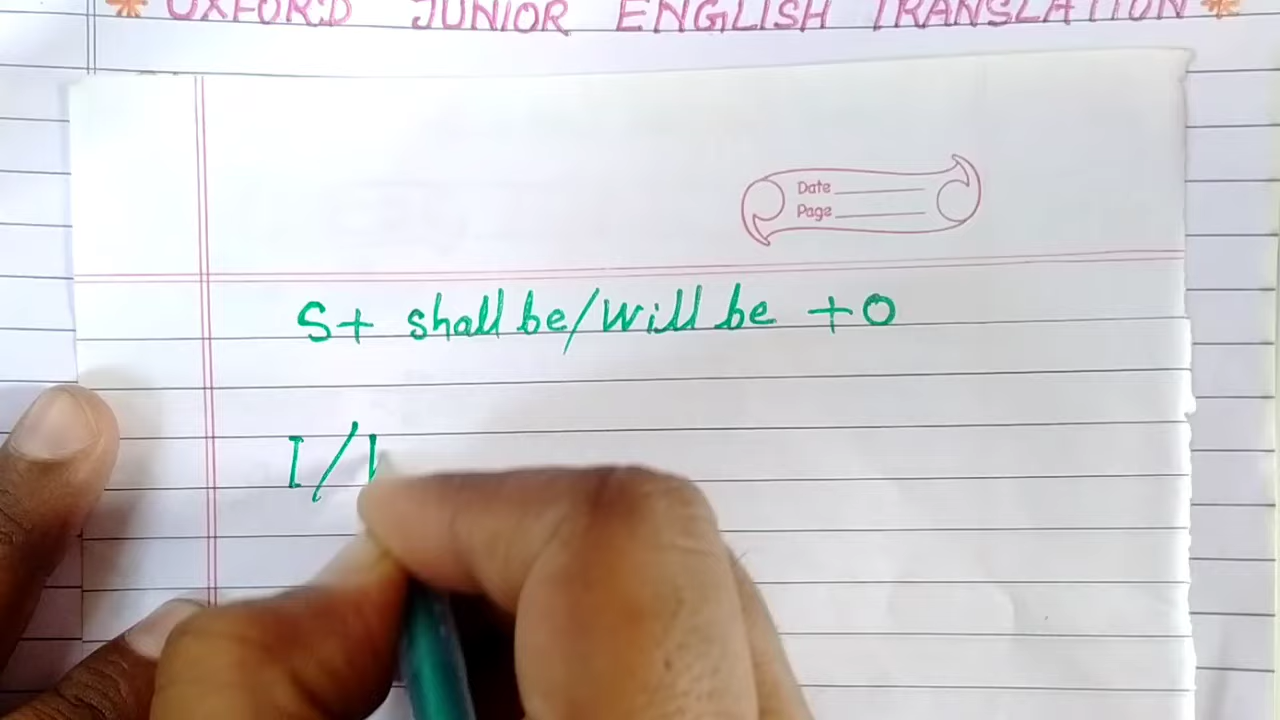 * OXFORD JUNIOR ENGLISH TRANSLATION *
Date
Page
S+ shall be/will be +O
I/